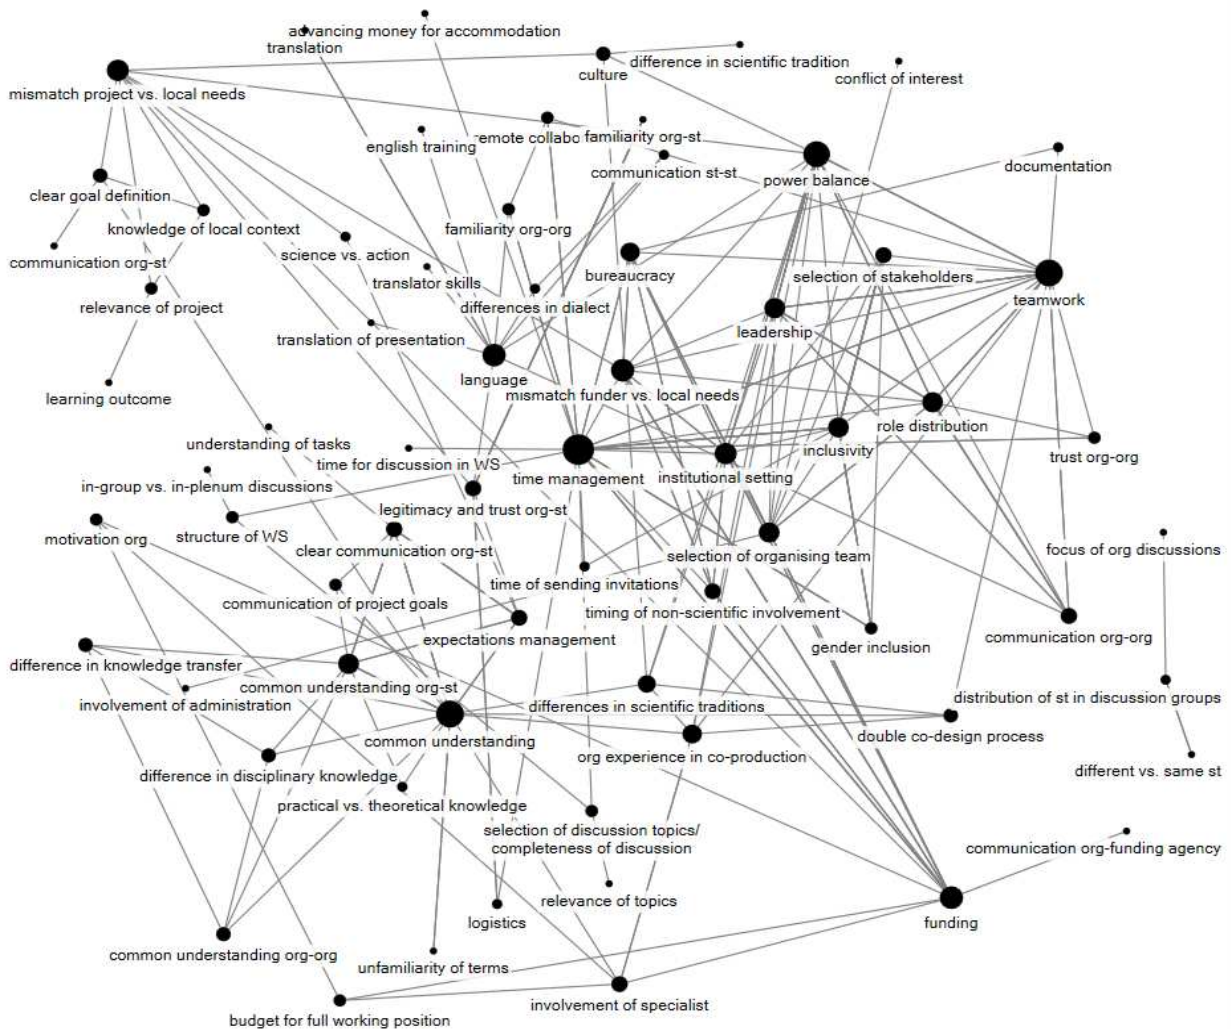 advancing money for accommodation
translation
culture
difference in scientific tradition
conflict of interest
mismatch project vs. local needs
english training
remote collabo
familiarity org-st
communication st-st
power balance
documentation
clear goal definition
knowledge of local context
communication org-st
science vs. action
familiarity org-org
bureaucracy
selection of stakeholders
teamwork
translator skills
differences in dialect
relevance of project
translation of presentation
leadership
language
mismatch funder vs. local needs
learning outcome
role distribution
understanding of tasks
time for discussion in WS
time management
institutional setting
inclusivity
trust org-org
in-group vs. in-plenum discussions
legitimacy and trust org-st
structure of WS
motivation org
clear communication org-st
selection of organising team
focus of org discussions
time of sending invitations
communication of project goals
timing of non-scientific involvement
expectations management
gender inclusion
communication org-org
difference in knowledge transfer
common understanding org-st
involvement of administration
differences in scientific traditions
distribution of st in discussion groups
common understanding
double co-design process
org experience in co-production
difference in disciplinary knowledge
different vs. same st
practical vs. theoretical knowledge
selection of discussion topics/
completeness of discussion
communication org-funding agency
relevance of topics
logistics
funding
common understanding org-org
unfamiliarity of terms
involvement of specialist
budget for full working position